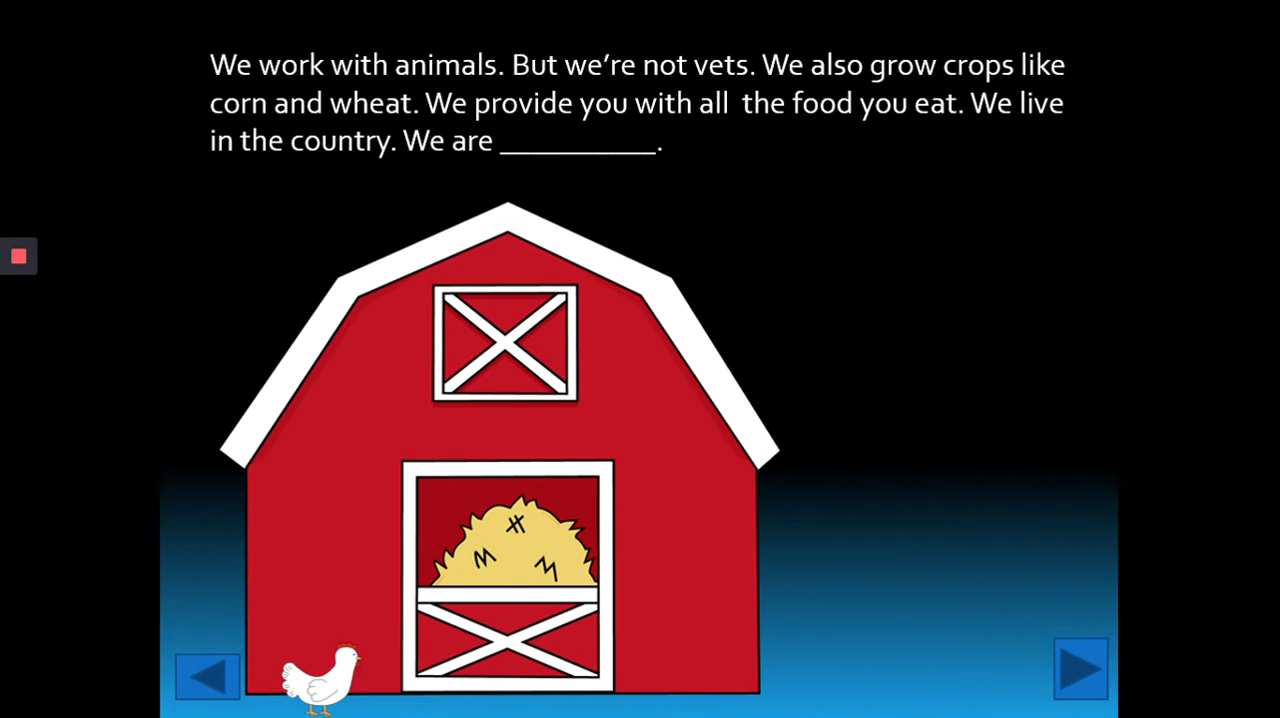 We work with animals. But we’re not vets. We also grow crops like
corn and wheat. We provide you with all  the food you eat. We live
in the country. We are ___________.